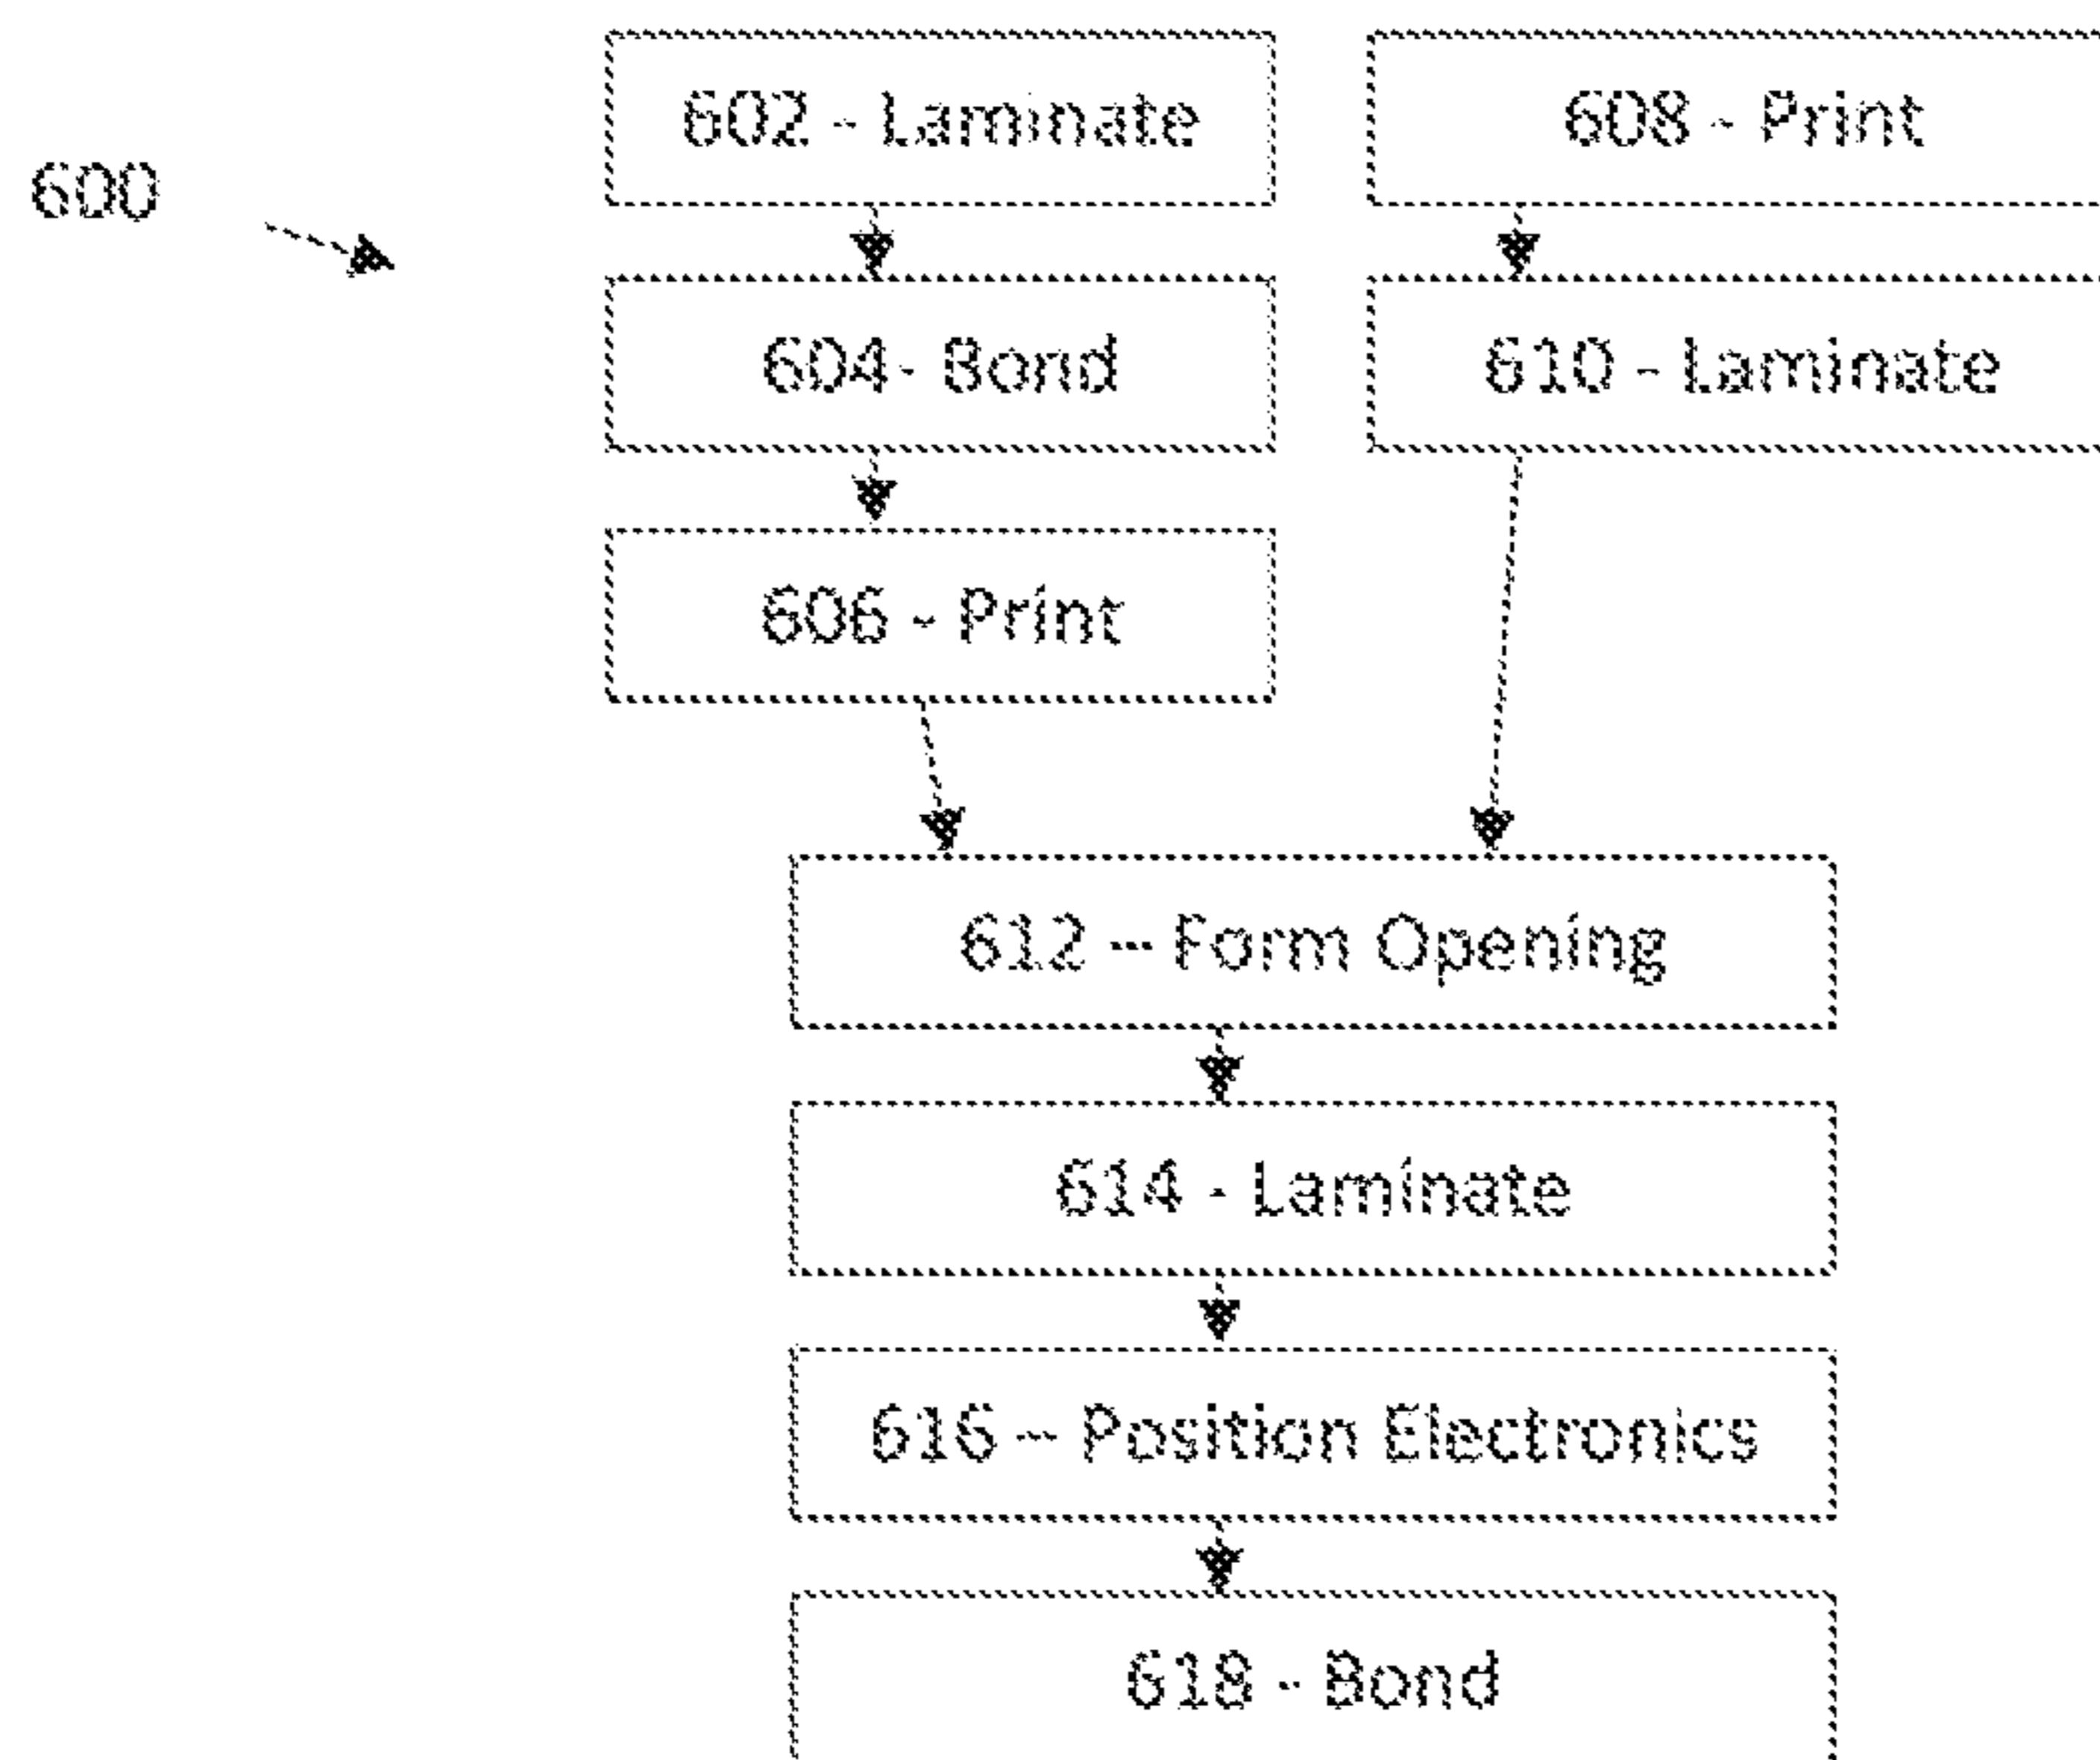 602 - Laminate
608 - Print
600
604 - Bond
610 - Laminate
606 - Print
612 – Form Opening
614 - Laminate
616 – Position Electronics
618 - Bond